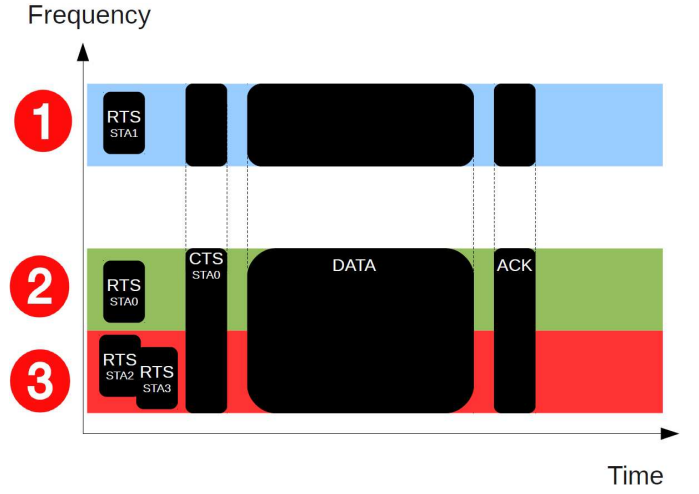 Frequency
1
RTS
STA1
2
RTS
STA0
CTS
STA0
DATA
ACK
3
RTS
STA2
RTS
STA3
Time